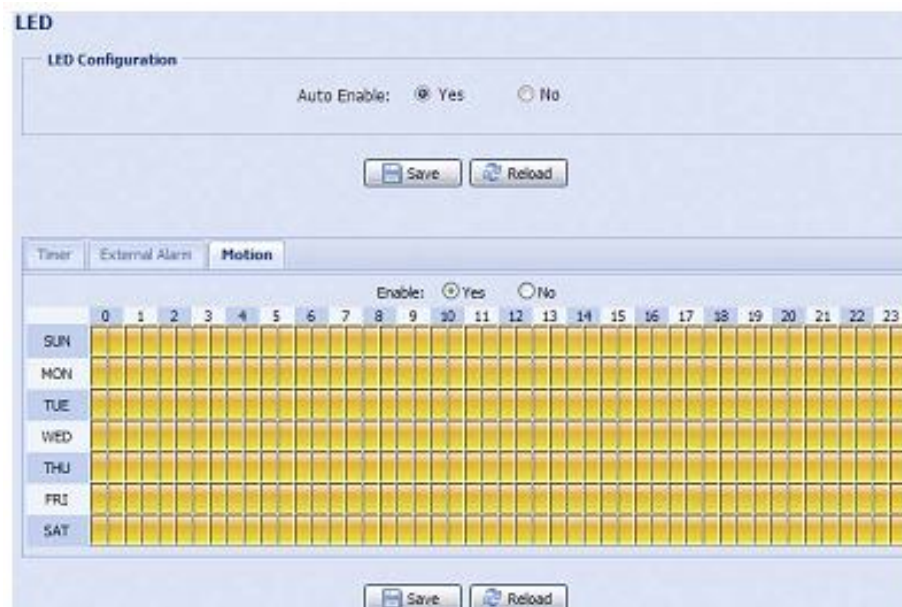 LED
LED Configuration
Auto Enable: Yes No
Save Reload
Timer External Alarm Motion
Enable: Yes No
0 1 2 3 4 5 6 7 8 9 10 11 12 13 14 15 16 17 18 19 20 21 22 23
SUN
MON
TUE
WED
THU
FRI
SAT
Save Reload